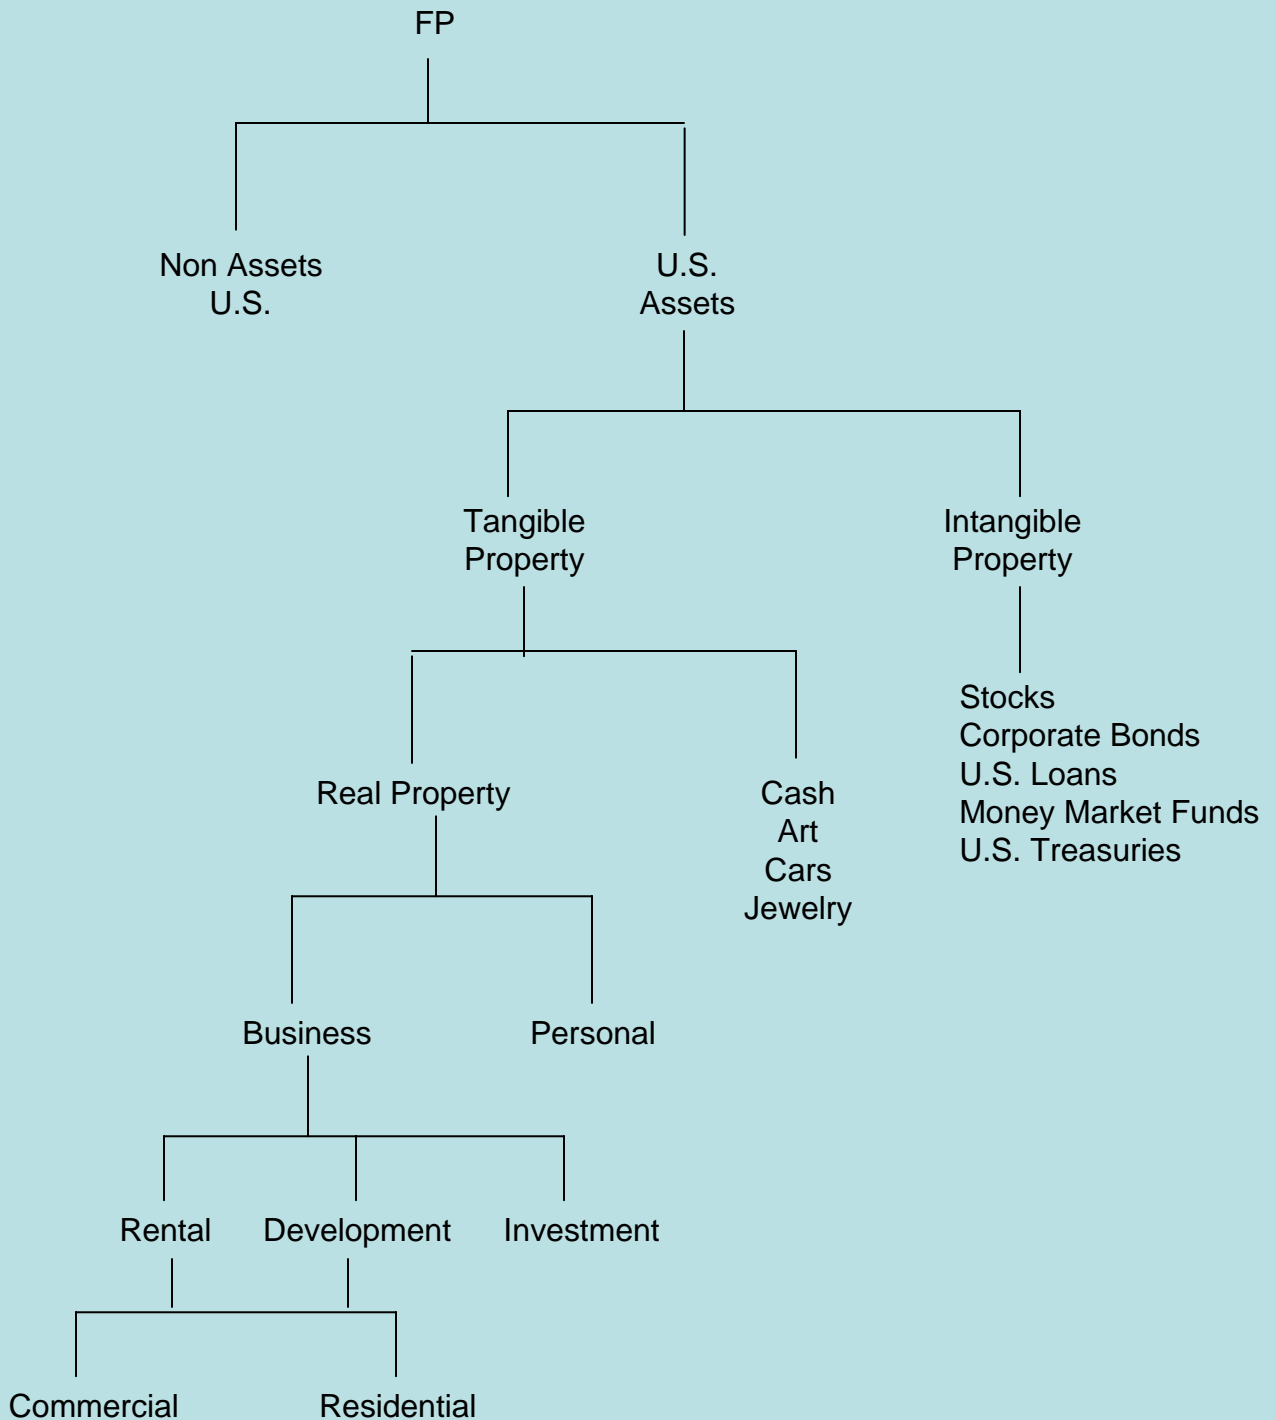 FP
Non Assets
U.S.
U.S.
Assets
Tangible
Property
Intangible
Property
Real Property
Cash
Art
Cars
Jewelry
Stocks
Corporate Bonds
U.S. Loans
Money Market Funds
U.S. Treasuries
Business
Personal
Rental
Development
Investment
Commercial
Residential